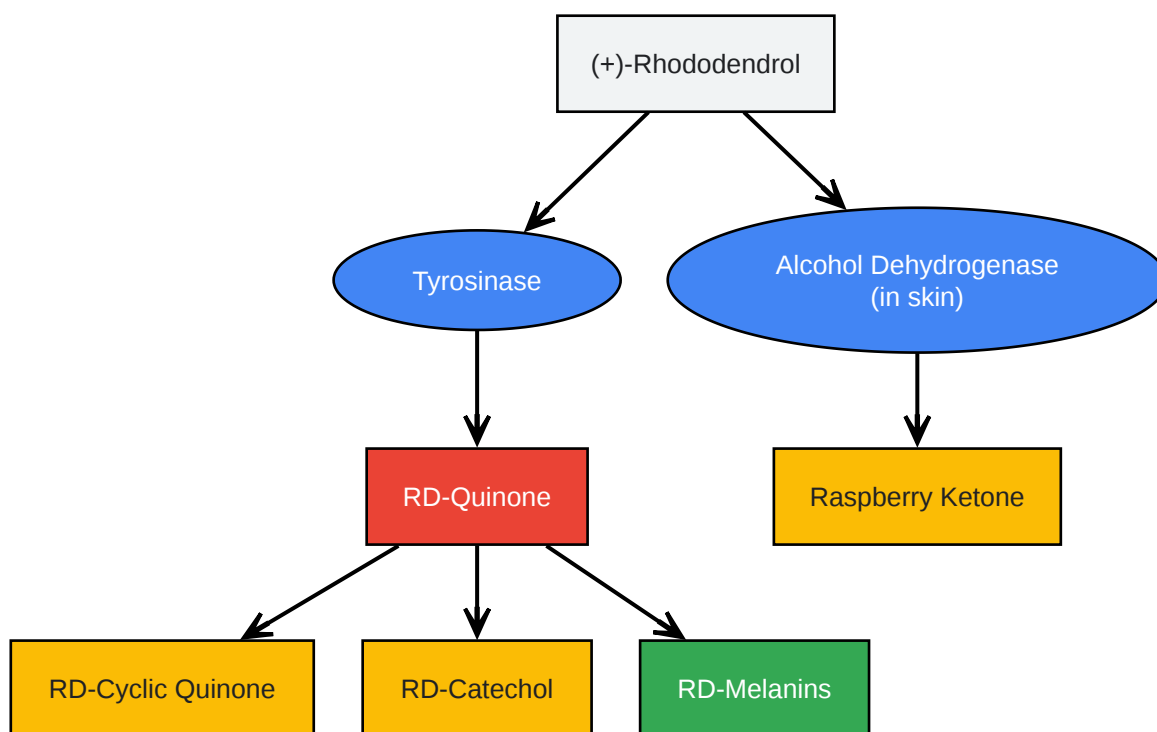 (+)-Rhododendrol
Tyrosinase
Alcohol Dehydrogenase
(in skin)
RD-Quinone
Raspberry Ketone
RD-Cyclic Quinone
RD-Catechol
RD-Melanins